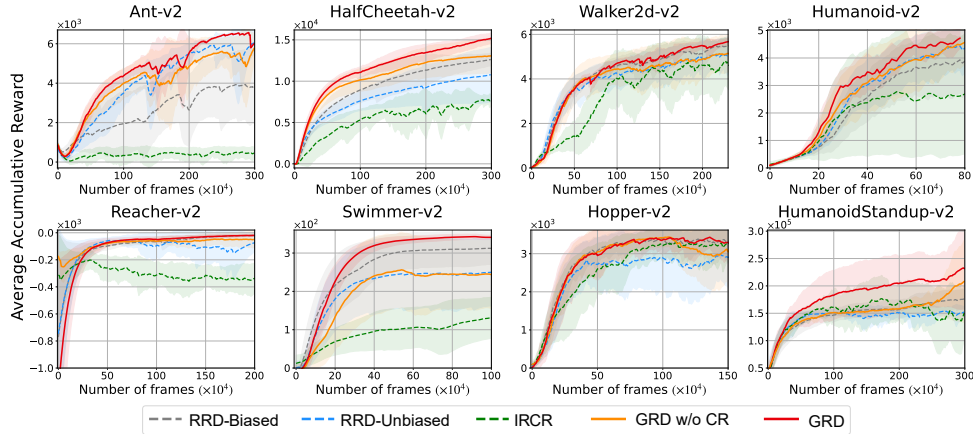 Ant-v2
HalfCheetah-v2
Walker2d-v2
Humanoid-v2
×10³
×10⁴
×10³
×10³
6
4
2
0
1.5
1.0
0.5
0.0
6
4
2
0
5
4
3
2
1
0
0 100 200 300
0 100 200 300
0 50 100 150 200
0 20 40 60 80
Number of frames (×10⁴)
Number of frames (×10⁴)
Number of frames (×10⁴)
Number of frames (×10⁴)
Average Accumulative Reward
Reacher-v2
Swimmer-v2
Hopper-v2
HumanoidStandup-v2
×10³
×10²
×10³
×10⁵
0.0
−0.2
−0.4
−0.6
−0.8
−1.0
3
2
1
0
3
2
1
0
3.0
2.5
2.0
1.5
1.0
0.5
0 50 100 150 200
0 20 40 60 80 100
0 50 100 150
0 100 200 300
Number of frames (×10⁴)
Number of frames (×10⁴)
Number of frames (×10⁴)
Number of frames (×10⁴)
RRD-Biased
RRD-Unbiased
IRCR
GRD w/o CR
GRD